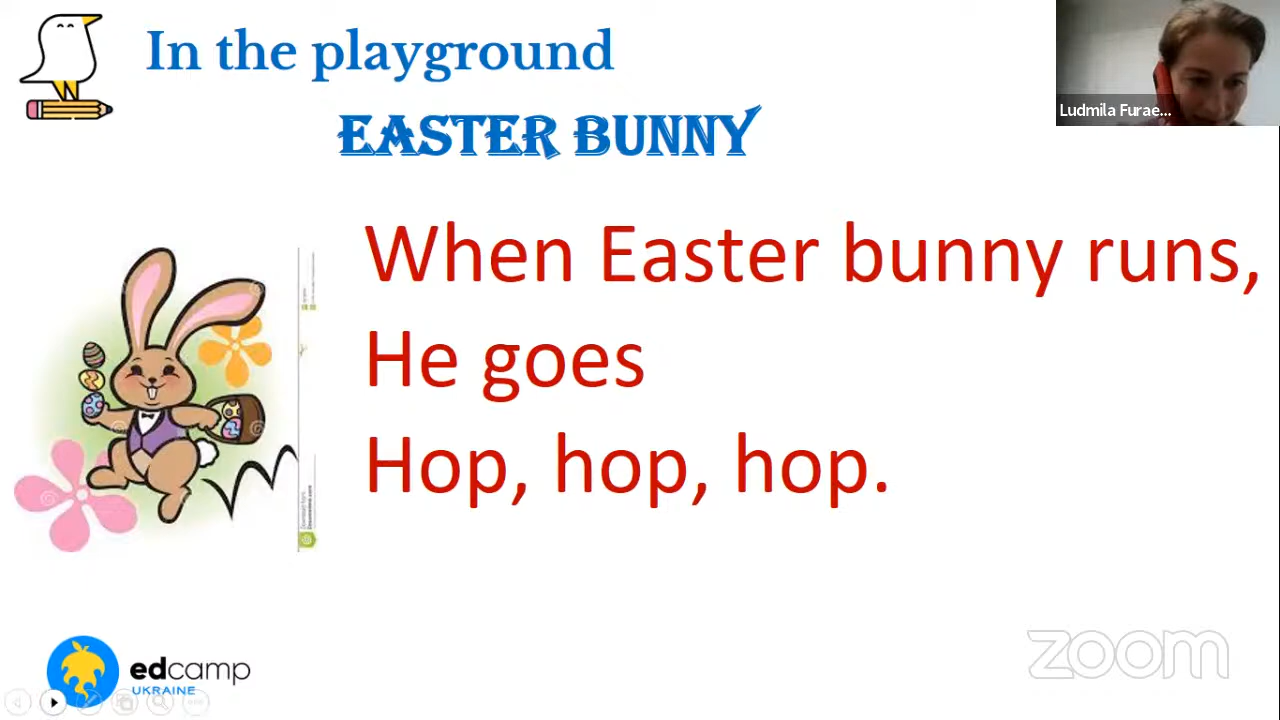 In the playground
EASTER BUNNY
Ludmila Furae...
When Easter bunny runs,
He goes
Hop, hop, hop.
edcamp
UKRAINE
zoom